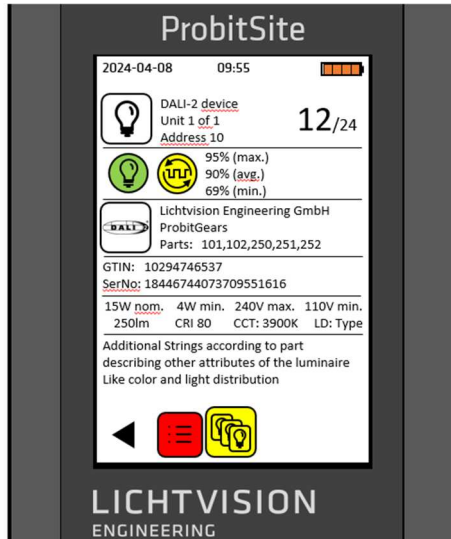 ProbitSite
2024-04-08 09:55
DALI-2 device
Unit 1 of 1
Address 10
12/24
95% (max.)
90% (avg.)
69% (min.)
DALI
Lichtvision Engineering GmbH
ProbitGears
Parts: 101,102,250,251,252
GTIN: 10294746537
SerNo: 18446744073709551616
15W nom. 4W min. 240V max. 110V min.
250lm CRI 80 CCT: 3900K LD: Type
Additional Strings according to part
describing other attributes of the luminaire
Like color and light distribution
LICHTVISION
ENGINEERING